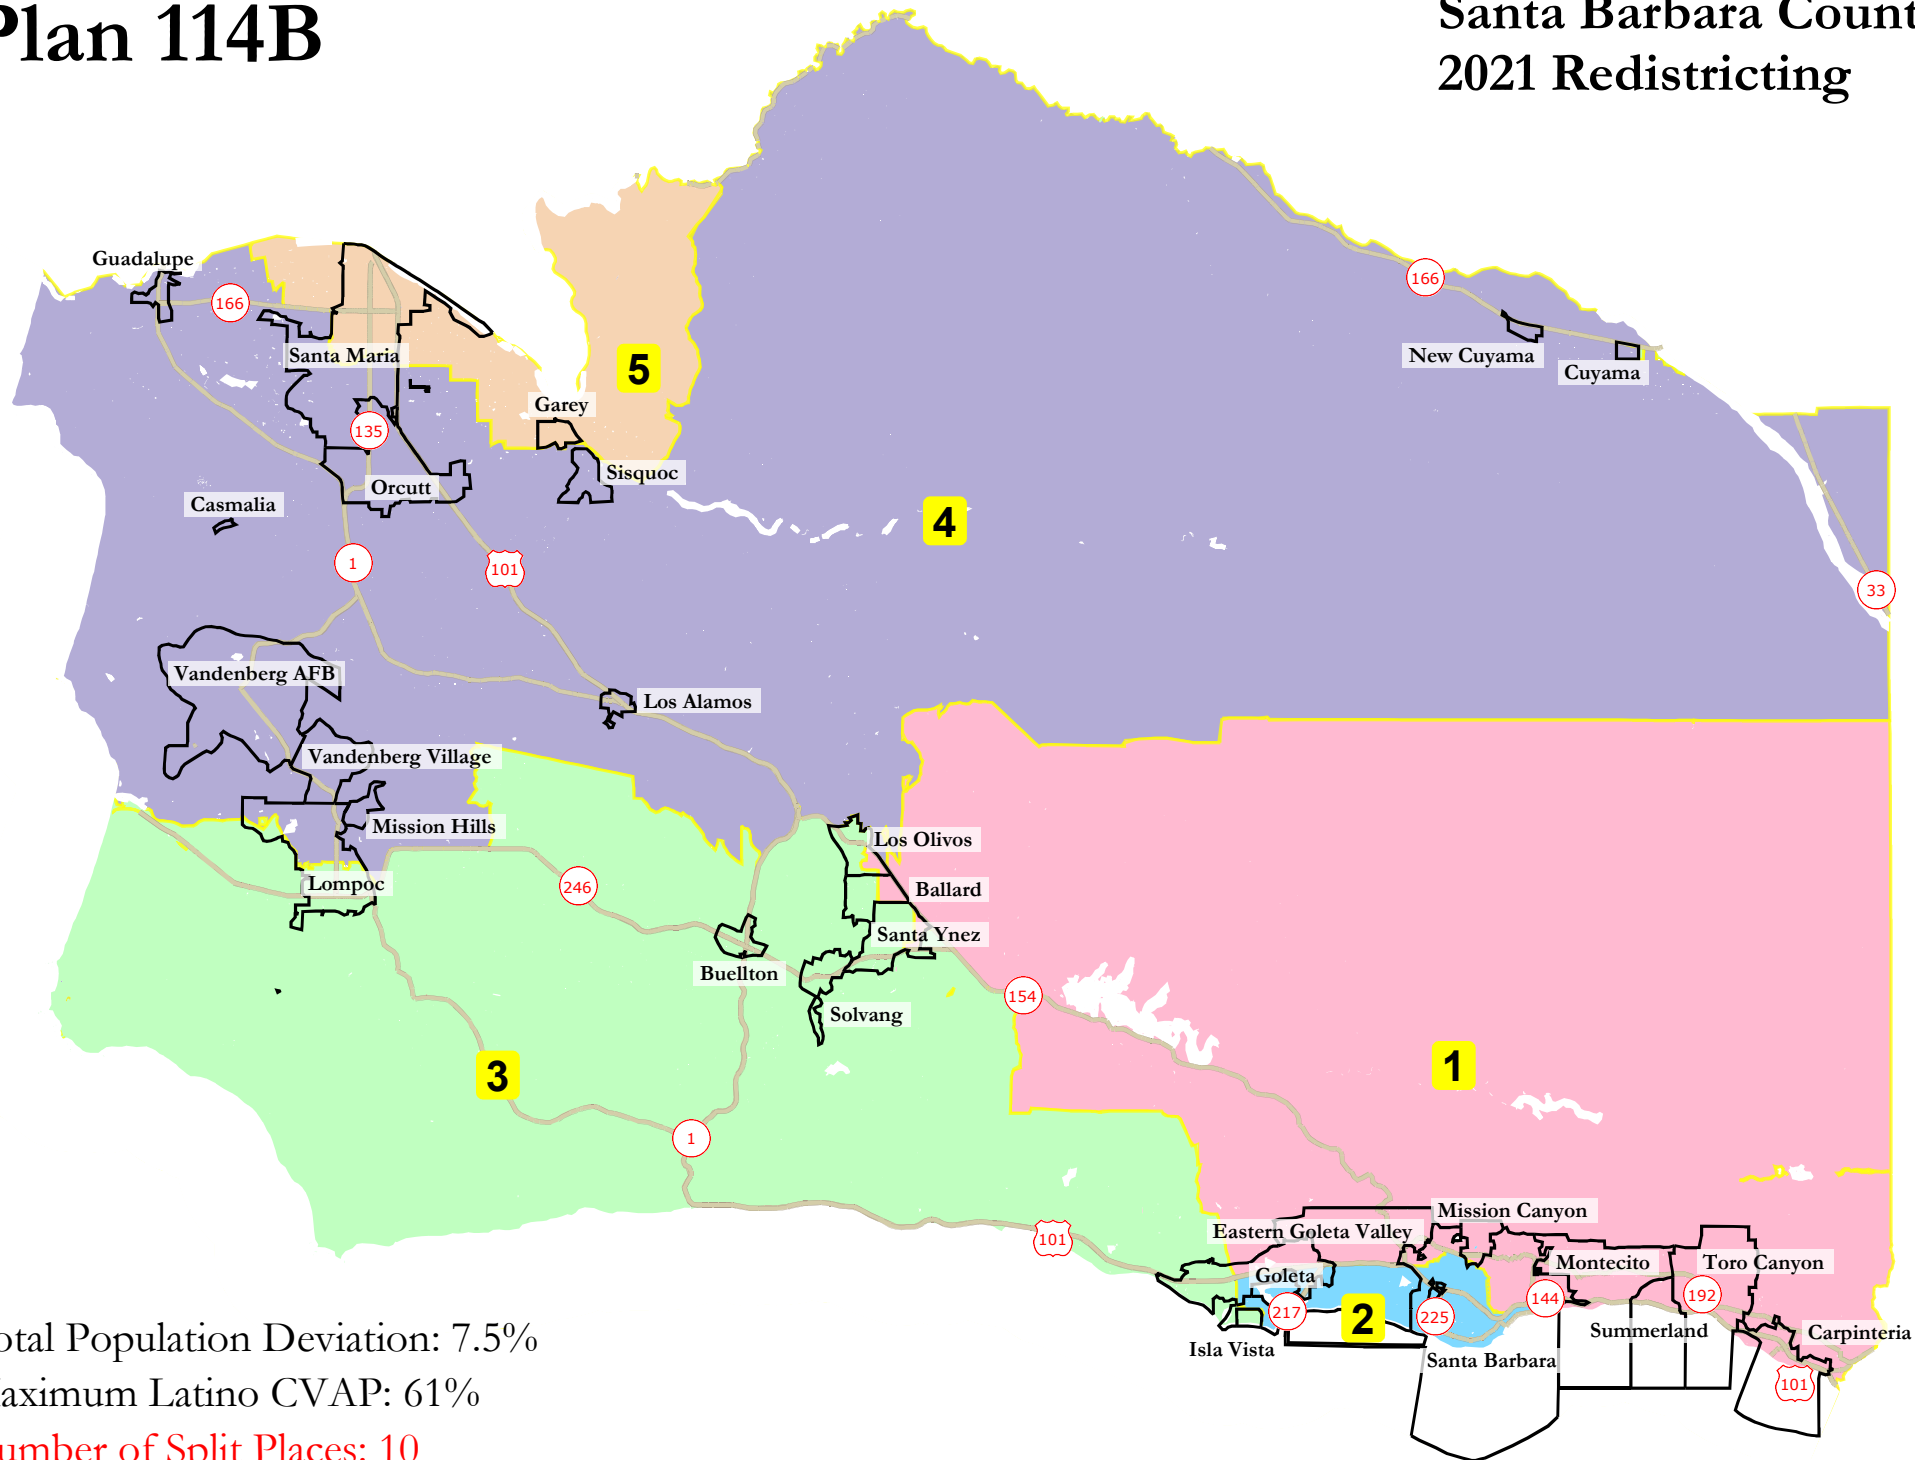 Plan 114B
Santa Barbara Count
2021 Redistricting
Guadalupe
166
166
Santa Maria
5
New Cuyama
Cuyama
Garey
135
Sisquoc
Orcutt
Casmalia
4
1
101
33
Vandenberg AFB
Los Alamos
Vandenberg Village
Mission Hills
Los Olivos
Lompoc
246
Ballard
Santa Ynez
Buellton
154
Solvang
3
1
1
Mission Canyon
Eastern Goleta Valley
101
Montecito
Toro Canyon
Goleta
217
2
225
144
192
Summerland
Carpinteria
Isla Vista
Santa Barbara
101
otal Population Deviation: 7.5%
aximum Latino CVAP: 61%
umber of Split Places: 10